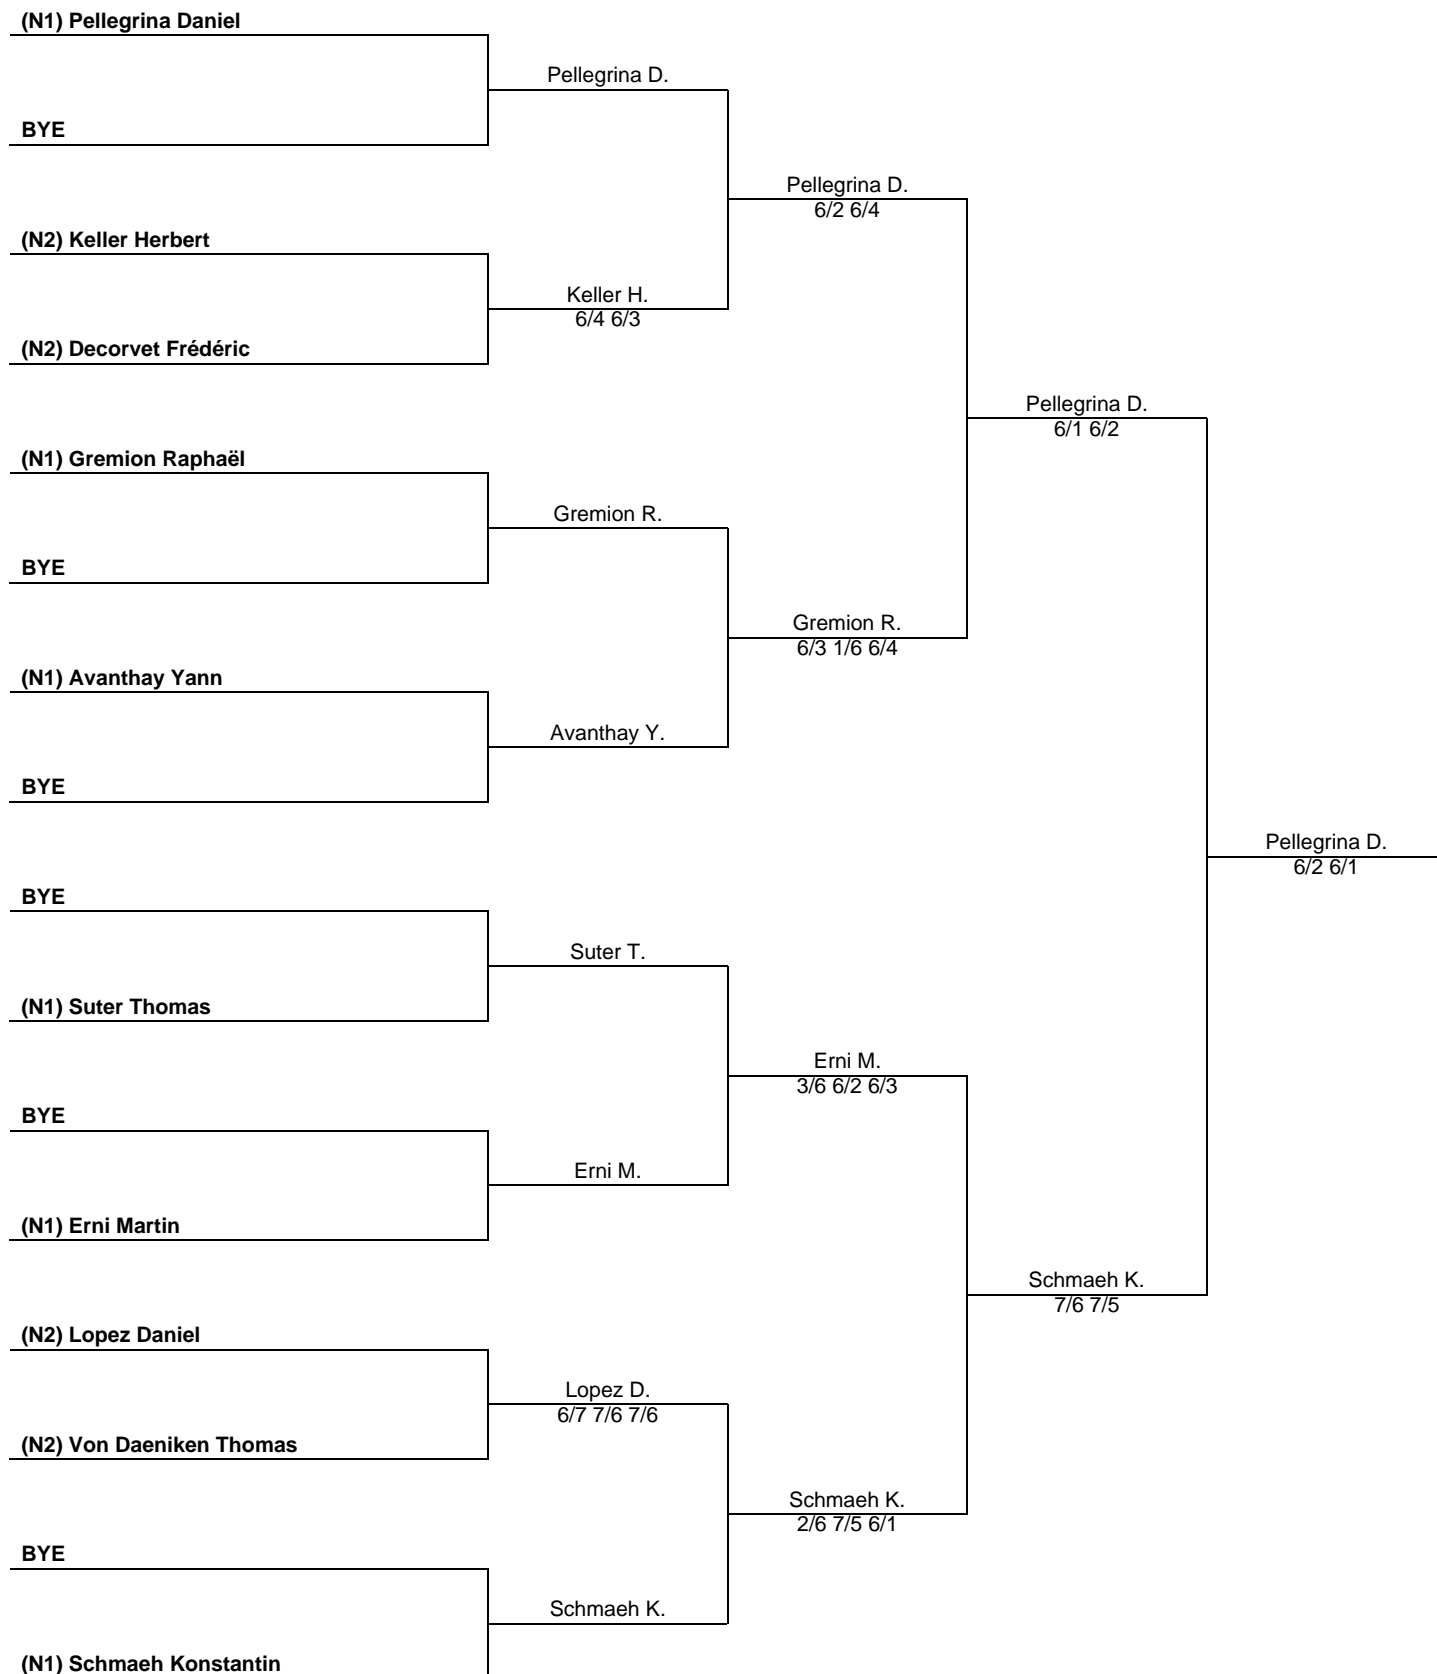 (N1) Pellegrina Daniel
Pellegrina D.
BYE
Pellegrina D.
6/2 6/4
(N2) Keller Herbert
Keller H.
6/4 6/3
(N2) Decorvet Frédéric
Pellegrina D.
6/1 6/2
(N1) Gremion Raphaël
Gremion R.
BYE
Gremion R.
6/3 1/6 6/4
(N1) Avanthay Yann
Avanthay Y.
BYE
Pellegrina D.
6/2 6/1
BYE
Suter T.
(N1) Suter Thomas
Erni M.
3/6 6/2 6/3
BYE
Erni M.
(N1) Erni Martin
Schmaeh K.
7/6 7/5
(N2) Lopez Daniel
Lopez D.
6/7 7/6 7/6
(N2) Von Daeniken Thomas
Schmaeh K.
2/6 7/5 6/1
BYE
Schmaeh K.
(N1) Schmaeh Konstantin